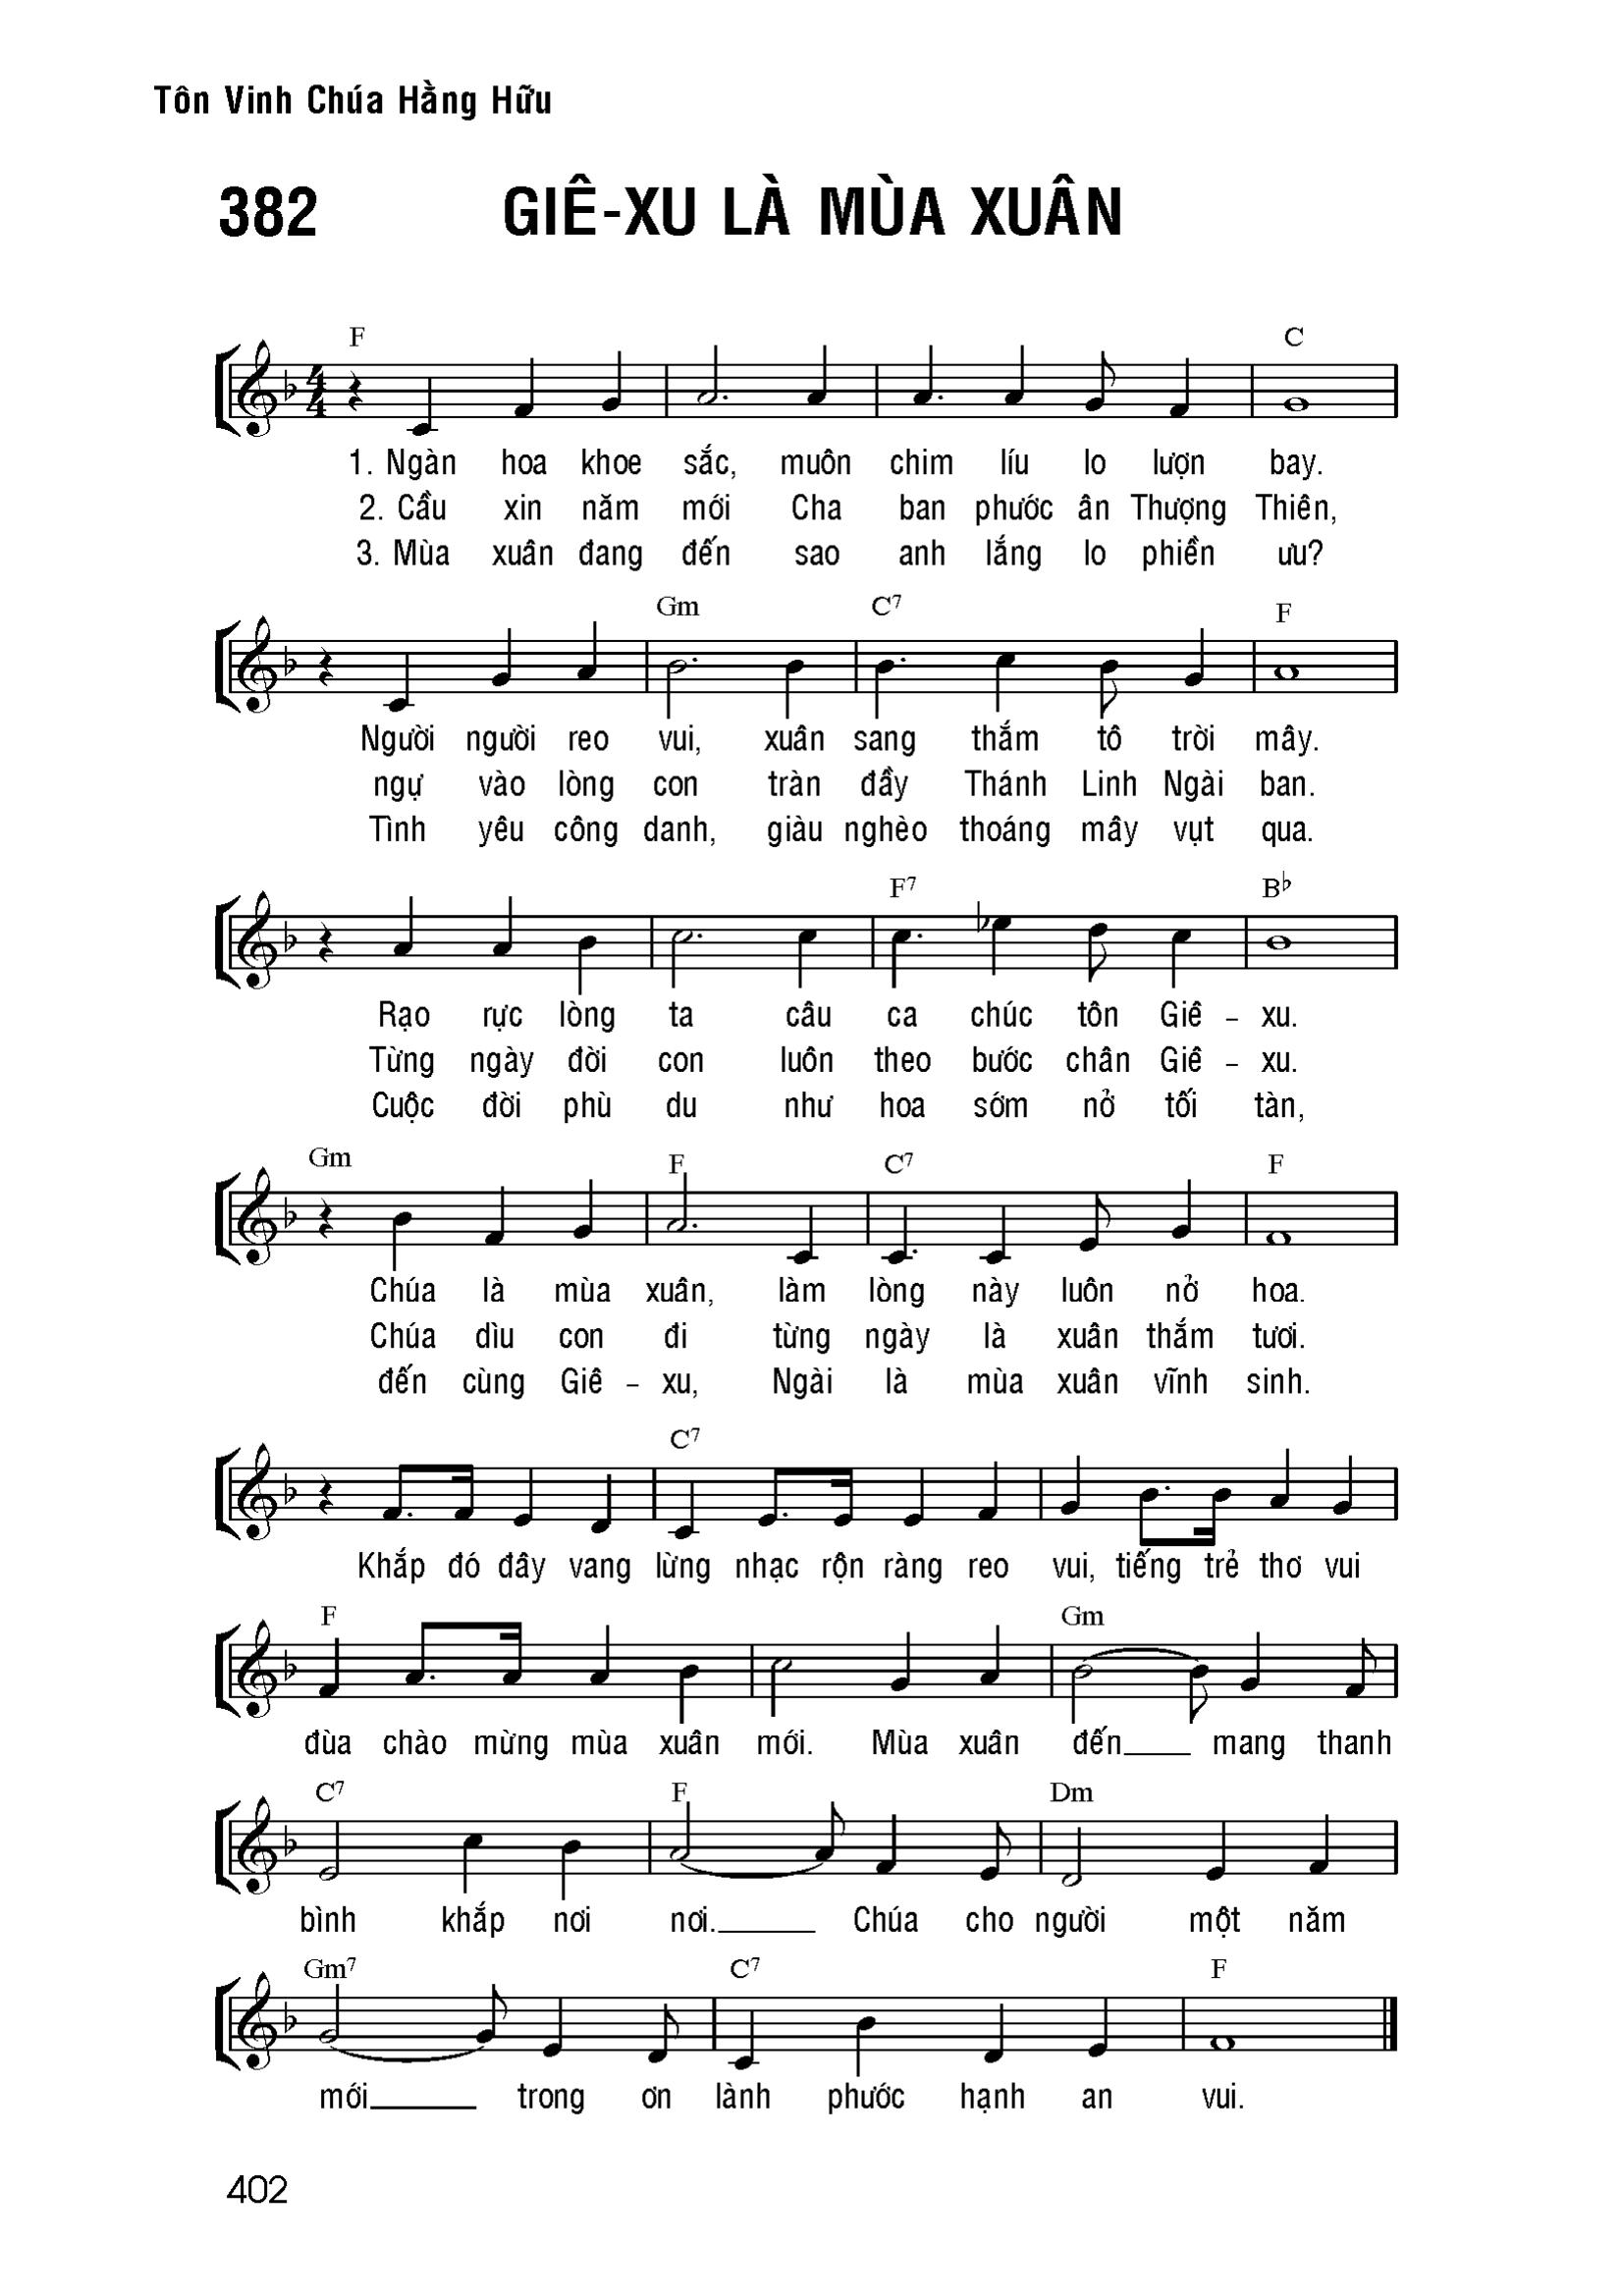 Tôn Vinh Chúa Hằng Hữu
382 GIÊ-XU LÀ MÙA XUÂN
F C
4
4
1. Ngàn hoa khoe sắc, muôn chim líu lo lượn bay.
2. Cầu xin năm mới Cha ban phước ân Thượng Thiên,
3. Mùa xuân đang đến sao anh lắng lo phiền ưu?
Gm C7 F
Người người reo vui, xuân sang thắm tô trời mây.
ngự vào lòng con tràn đầy Thánh Linh Ngài ban.
Tình yêu công danh, giàu nghèo thoáng mây vụt qua.
F7 B♭
Rạo rực lòng ta câu ca chúc tôn Giê – xu.
Từng ngày đời con luôn theo bước chân Giê – xu.
Cuộc đời phù du như hoa sớm nở tối tàn,
Gm F C7 F
Chúa là mùa xuân, làm lòng này luôn nở hoa.
Chúa dìu con đi từng ngày là xuân thắm tươi.
đến cùng Giê – xu, Ngài là mùa xuân vĩnh sinh.
C7
Khắp đó đây vang lừng nhạc rộn ràng reo vui, tiếng trẻ thơ vui
F Gm
đùa chào mừng mùa xuân mới. Mùa xuân đến___ mang thanh
C7 F Dm
bình khắp nơi nơi.___ Chúa cho người một năm
Gm7 C7 F
mới___ trong ơn lành phước hạnh an vui.
402